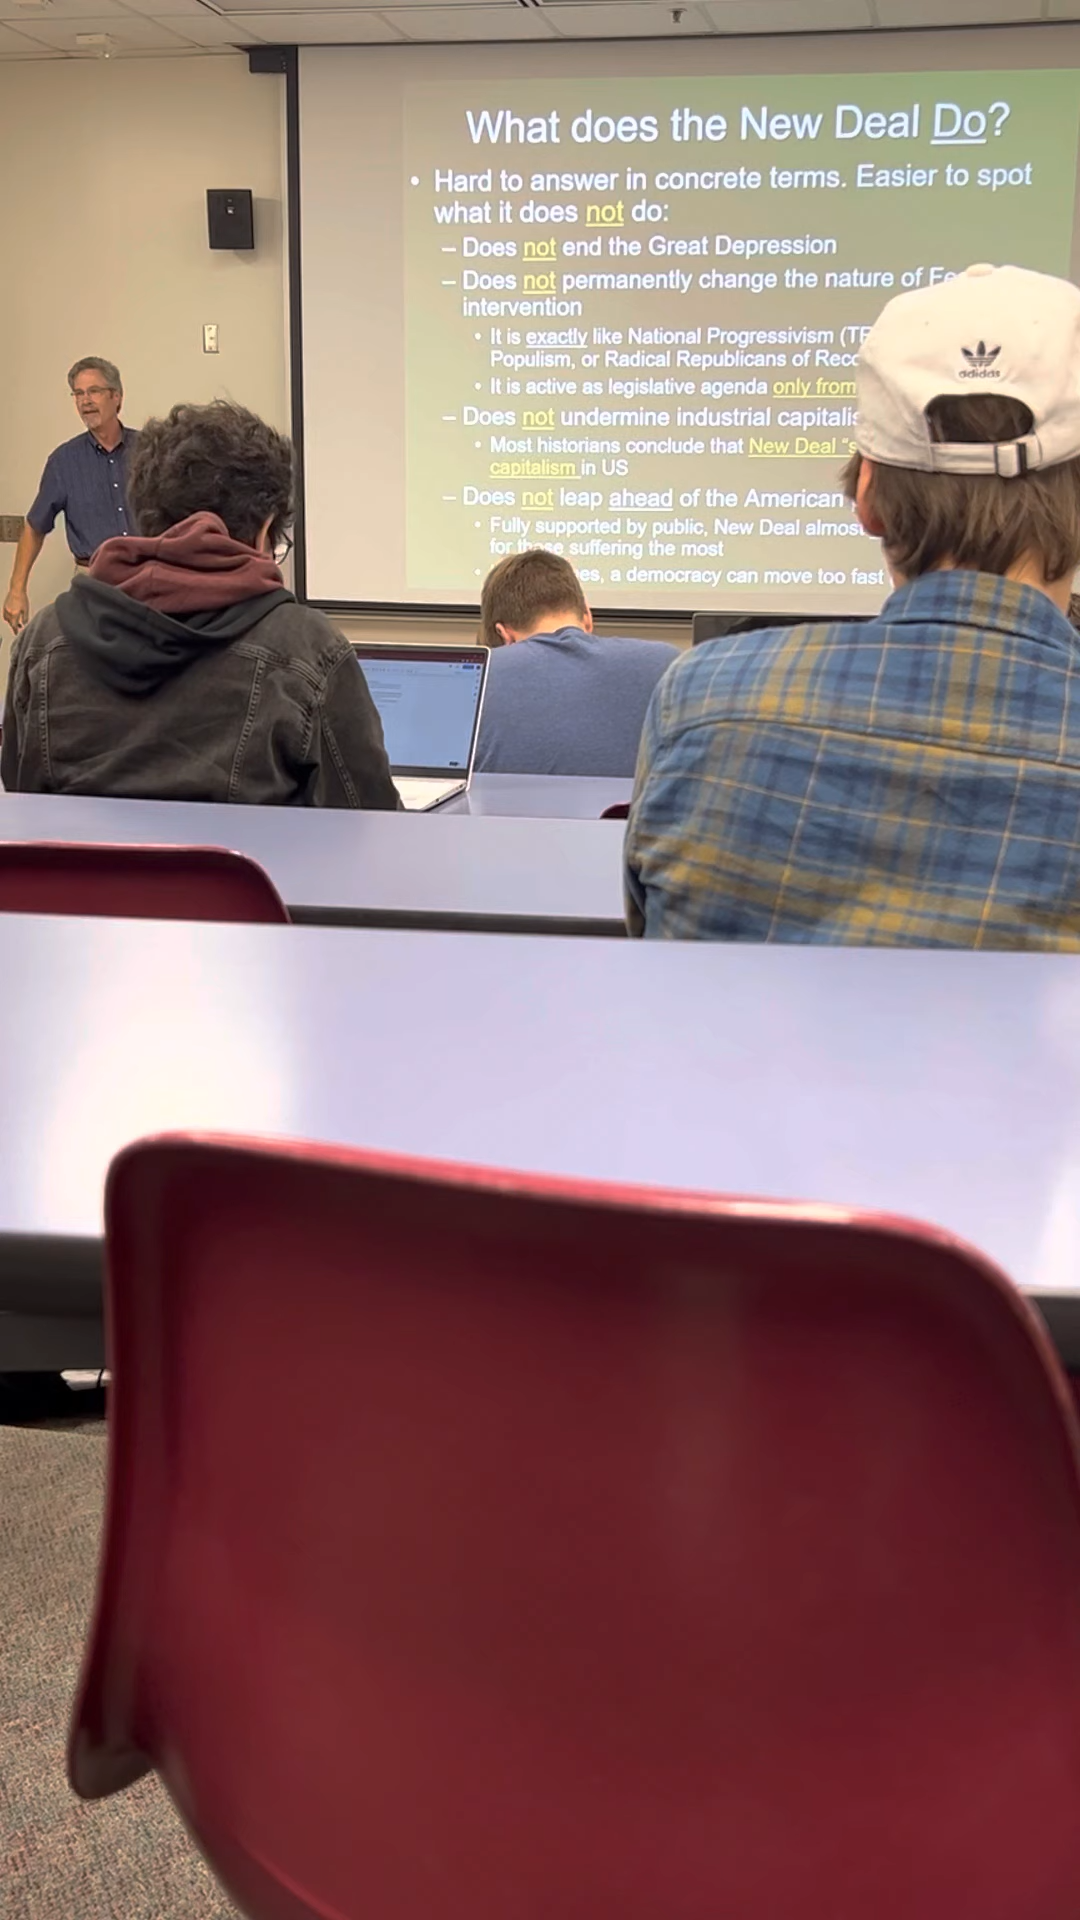 What does the New Deal Do?
• Hard to answer in concrete terms. Easier to spot
what it does not do:
– Does not end the Great Depression
– Does not permanently change the nature of
intervention
• It is exactly like National Progressivism
Populism, or Radical Republicans of
• It is active as legislative agenda only from
– Does not undermine industrial
• Most historians conclude that New Deal
capitalism in US
– Does not leap ahead of the American
• Fully supported by public, New Deal
for those suffering the most
a democracy can move too fast
adidas